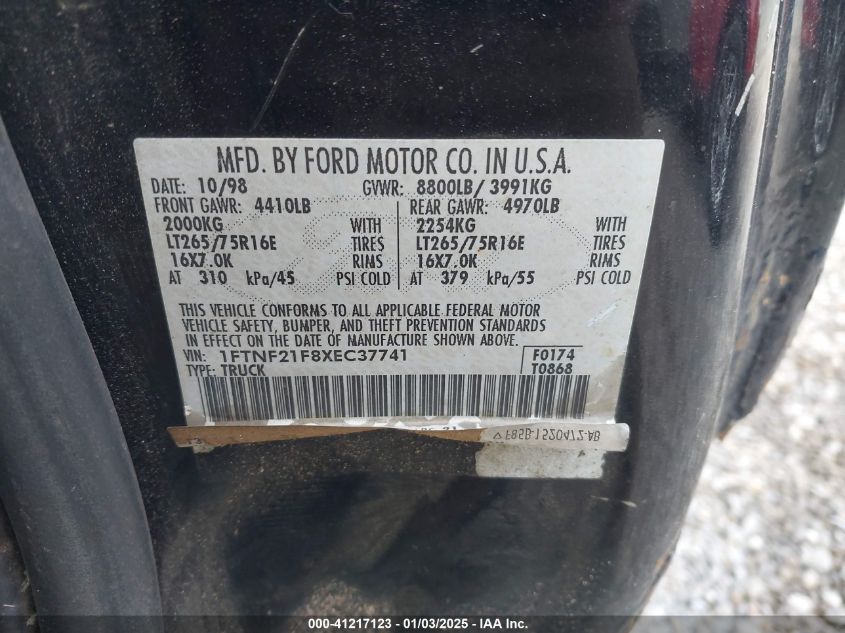 MFD. BY FORD MOTOR CO. IN U.S.A.
DATE: 10/98 GVWR: 8800LB/ 3991KG
FRONT GAWR: 4410LB REAR GAWR: 4970LB
2000KG WITH 2254KG WITH
LT265/75R16E TIRES LT265/75R16E TIRES
16X7.0K RIMS 16X7.0K RIMS
AT 310 kPa/45 PSI COLD AT 379 kPa/55 PSI COLD
THIS VEHICLE CONFORMS TO ALL APPLICABLE FEDERAL MOTOR
VEHICLE SAFETY, BUMPER, AND THEFT PREVENTION STANDARDS
IN EFFECT ON THE DATE OF MANUFACTURE SHOWN ABOVE.
VIN: 1FTNF21F8XEC37741 F0174
TYPE: TRUCK T0868
F85B-1520472-AB
000-41217123 - 01/03/2025 - IAA, Inc.